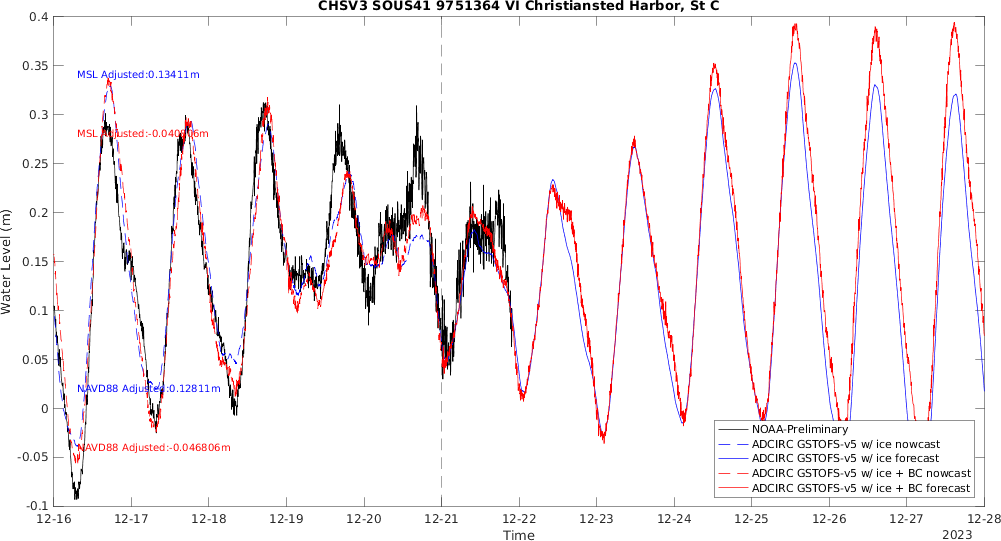 CHSV3 SOUS41 9751364 VI Christiansted Harbor, St C
0.4
0.35
0.3
0.25
0.2
0.15
0.1
0.05
0
-0.05
-0.1
Water Level (m)
MSL Adjusted:0.13411m
MSL Adjusted:-0.040806m
NAVD88 Adjusted:0.12811m
NAVD88 Adjusted:-0.046806m
NOAA-Preliminary
ADCIRC GSTOFS-v5 w/ ice nowcast
ADCIRC GSTOFS-v5 w/ ice forecast
ADCIRC GSTOFS-v5 w/ ice + BC nowcast
ADCIRC GSTOFS-v5 w/ ice + BC forecast
12-16 12-17 12-18 12-19 12-20 12-21 12-22 12-23 12-24 12-25 12-26 12-27 12-28
Time
2023